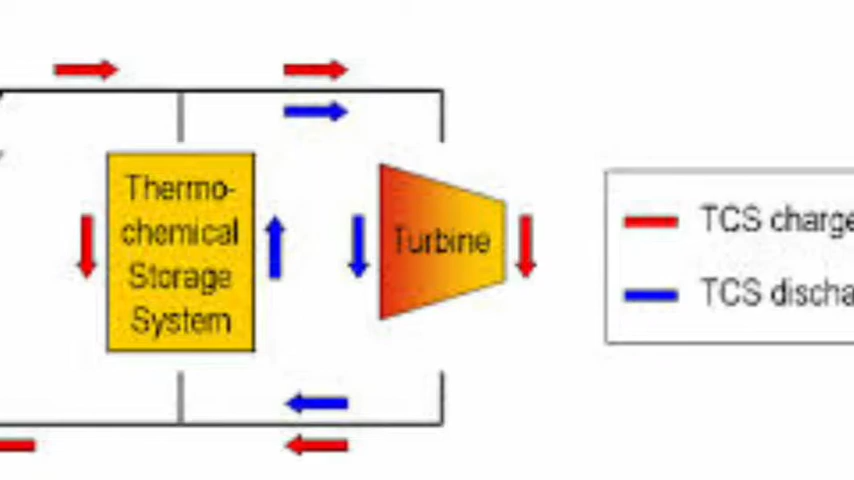 Thermo-
chemical
Storage
System
Turbine
TCS charge
TCS discha